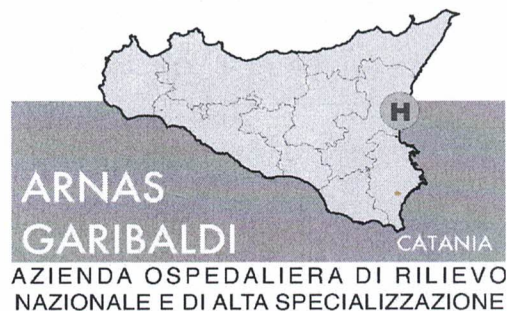 H
ARNAS
GARIBALDI
CATANIA
AZIENDA OSPEDALIERA DI RILIEVO
NAZIONALE E DI ALTA SPECIALIZZAZIONE